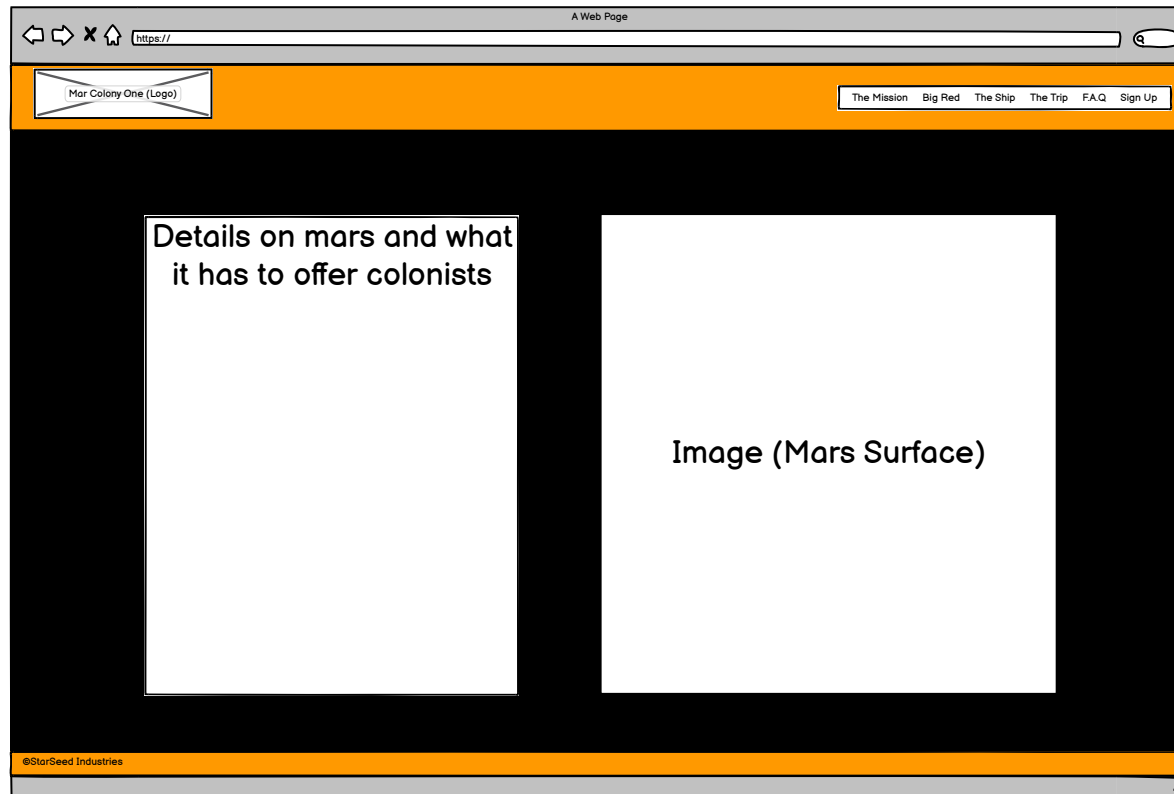 A Web Page
https://
Mar Colony One (Logo)
The Mission Big Red The Ship The Trip F.A.Q Sign Up
Details on mars and what
it has to offer colonists
Image (Mars Surface)
©StarSeed Industries